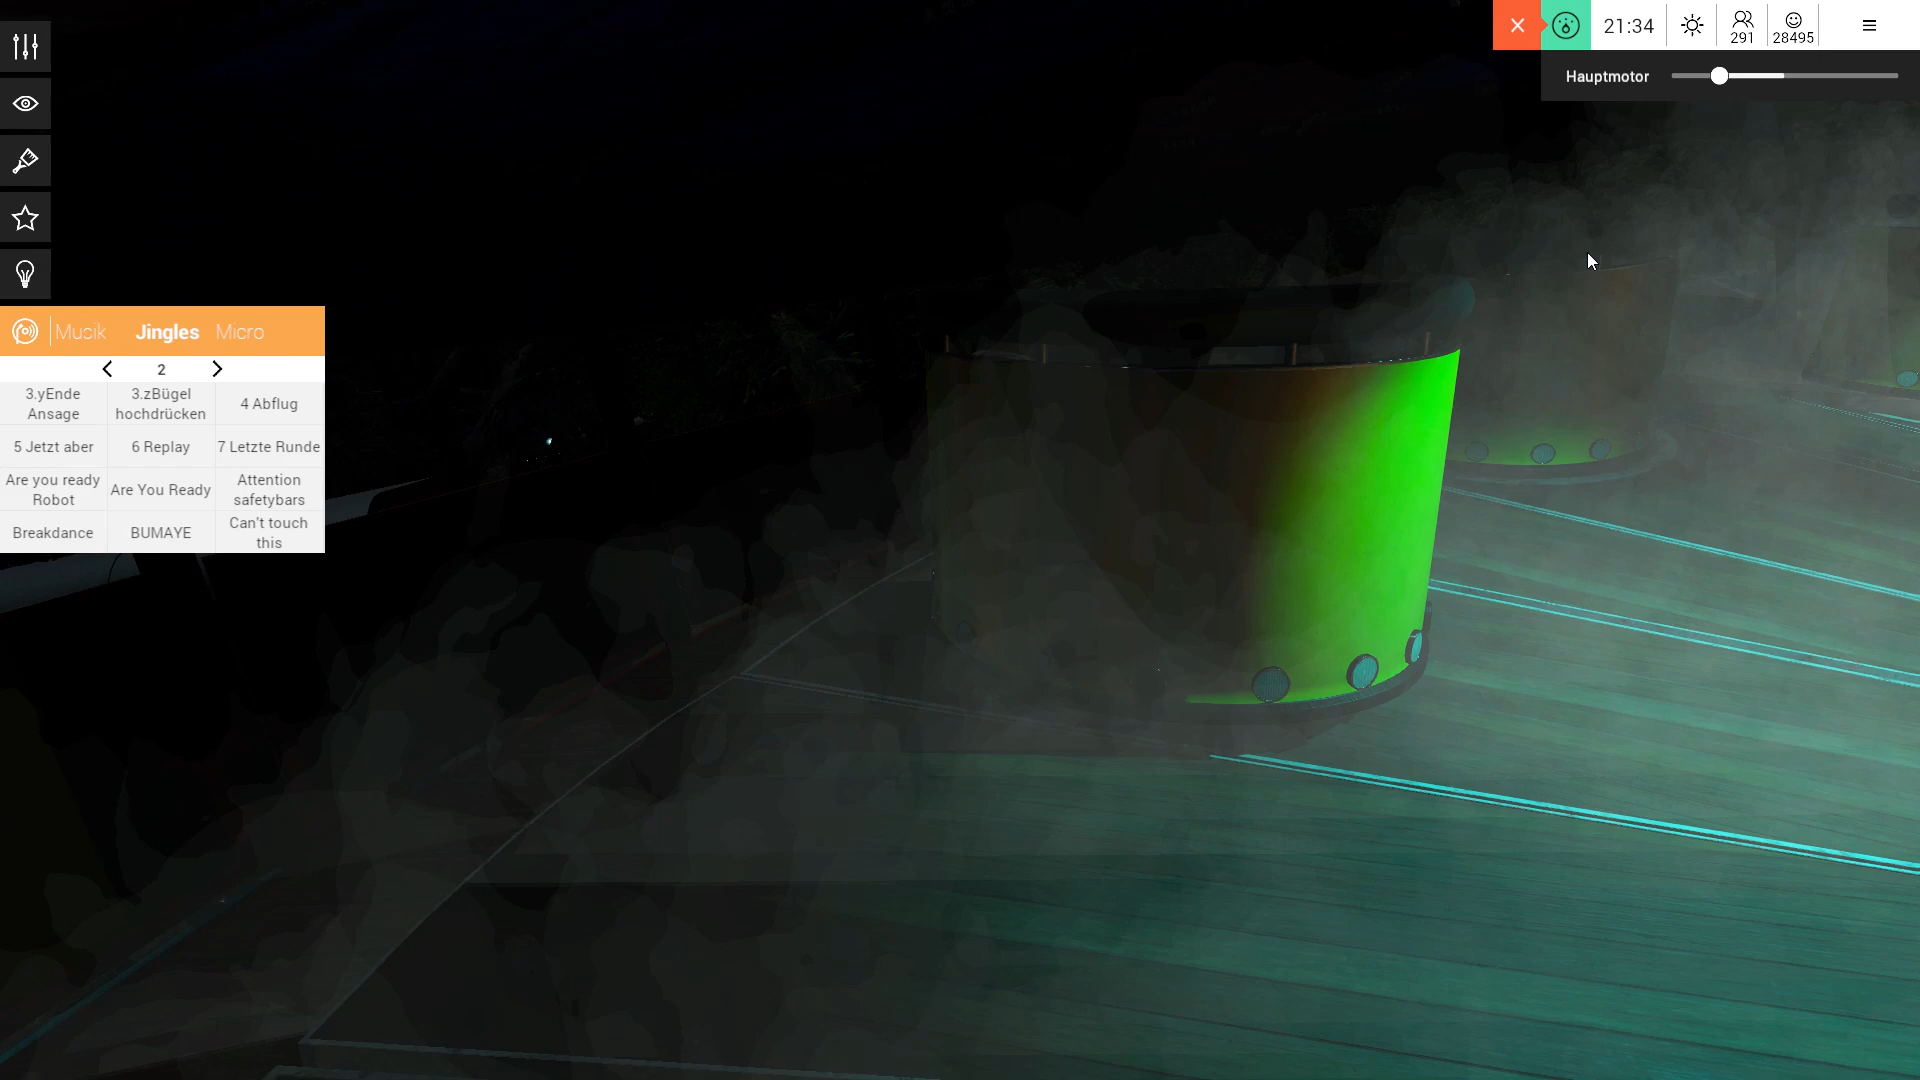 21:34
291
28495
Hauptmotor
Musik Jingles Micro
2
3.yEnde
Ansage
3.zBügel
hochdrücken
4 Abflug
5 Jetzt aber
6 Replay
7 Letzte Runde
Are you ready
Robot
Are You Ready
Attention
safetybars
Breakdance
BUMAYE
Can't touch
this